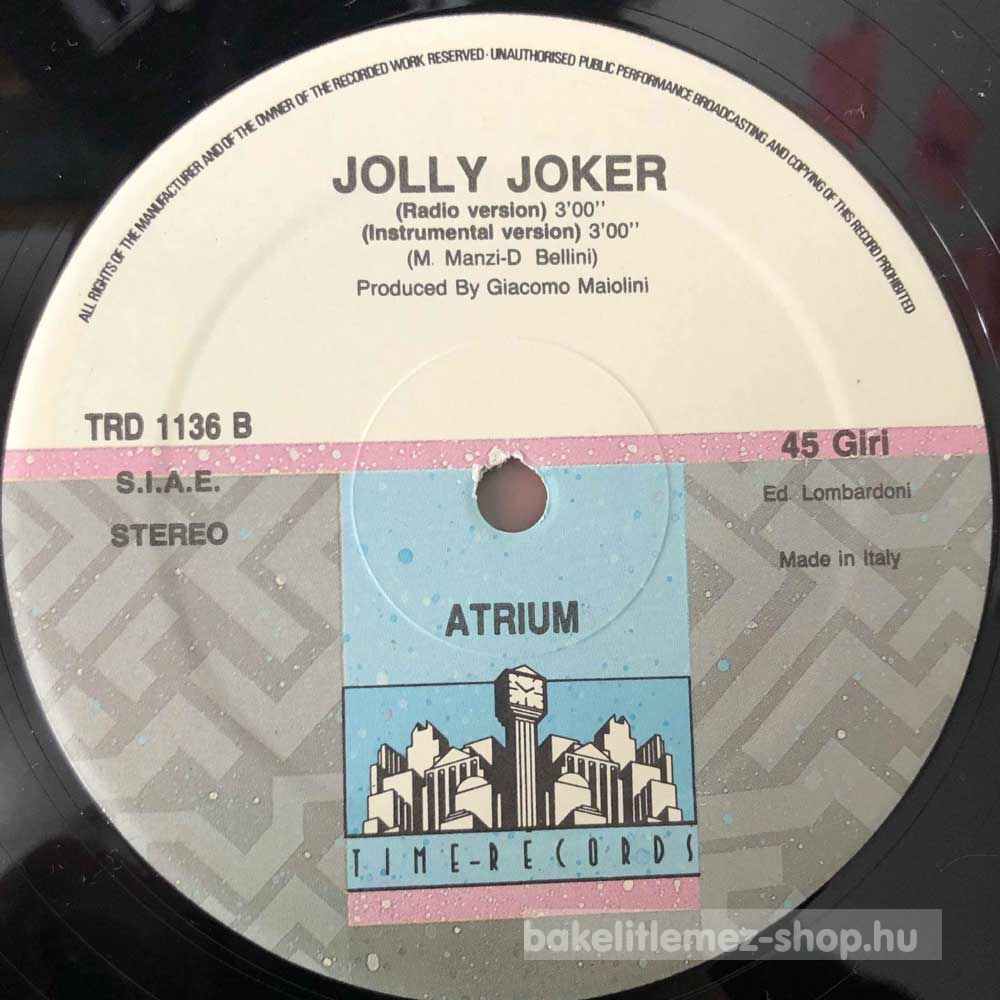 ALL RIGHTS OF THE MANUFACTURER AND OF THE OWNER OF THE RECORDED WORK RESERVED · UNAUTHORISED PUBLIC PERFORMANCE BROADCASTING AND COPYING OF THIS RECORD PROHIBITED
JOLLY JOKER
(Radio version) 3'00''
(Instrumental version) 3'00''
(M. Manzi-D Bellini)
Produced By Giacomo Maiolini
TRD 1136 B
45 Giri
S.I.A.E.
Ed. Lombardoni
STEREO
Made in Italy
ATRIUM
TIME-RECORDS
bakelitlemez-shop.hu